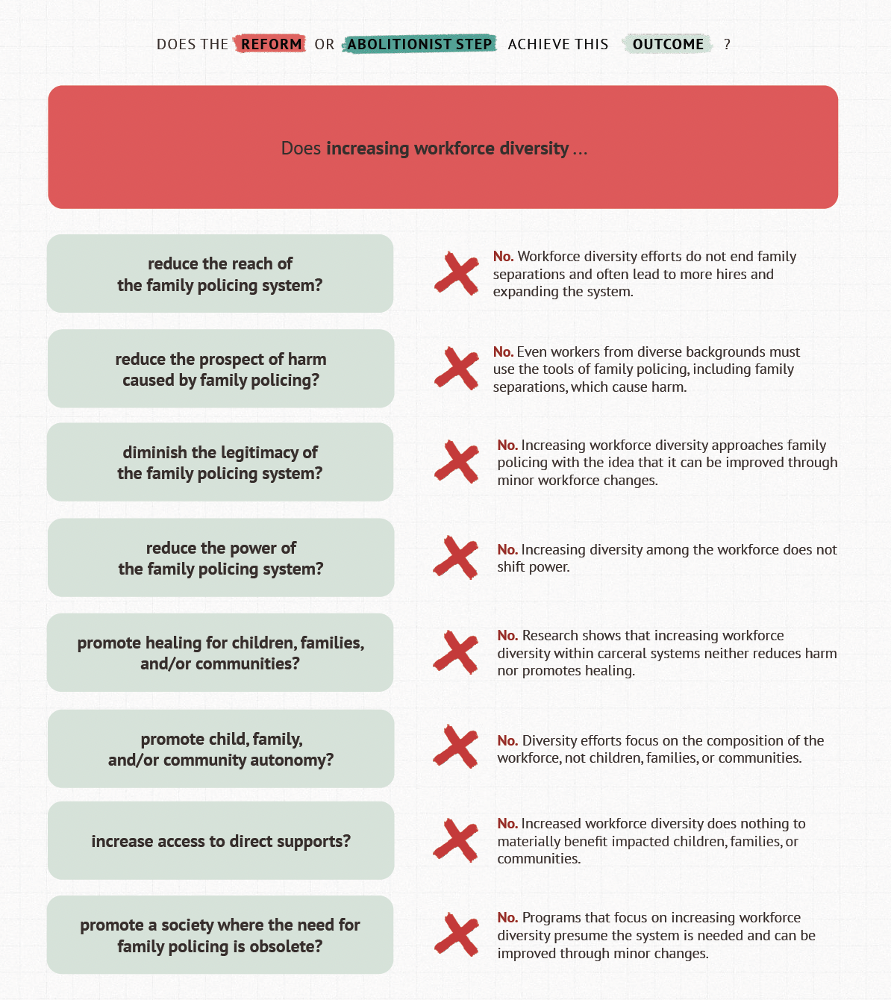 DOES THE REFORM OR ABOLITIONIST STEP ACHIEVE THIS OUTCOME ?
Does increasing workforce diversity ...
reduce the reach of
the family policing system?
No. Workforce diversity efforts do not end family
separations and often lead to more hires and
expanding the system.
reduce the prospect of harm
caused by family policing?
No. Even workers from diverse backgrounds must
use the tools of family policing, including family
separations, which cause harm.
diminish the legitimacy of
the family policing system?
No. Increasing workforce diversity approaches family
policing with the idea that it can be improved through
minor workforce changes.
reduce the power of
the family policing system?
No. Increasing diversity among the workforce does not
shift power.
promote healing for children, families,
and/or communities?
No. Research shows that increasing workforce
diversity within carceral systems neither reduces harm
nor promotes healing.
promote child, family,
and/or community autonomy?
No. Diversity efforts focus on the composition of the
workforce, not children, families, or communities.
increase access to direct supports?
No. Increased workforce diversity does nothing to
materially benefit impacted children, families, or
communities.
promote a society where the need for
family policing is obsolete?
No. Programs that focus on increasing workforce
diversity presume the system is needed and can be
improved through minor changes.